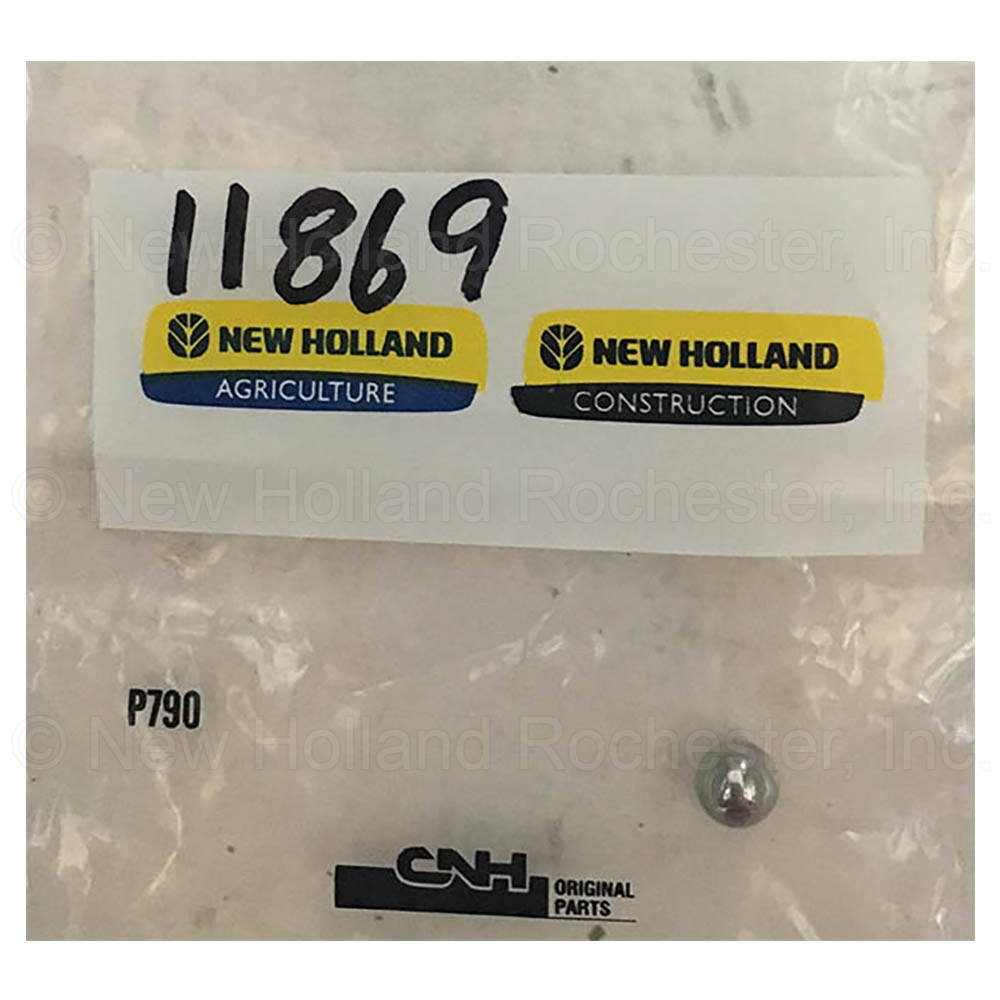 11869
NEW HOLLAND
AGRICULTURE
NEW HOLLAND
CONSTRUCTION
© New Holland Rochester, Inc.
© New Holland Rochester, Inc.
P790
© New Holland Rochester, Inc.
CNH
ORIGINAL
PARTS